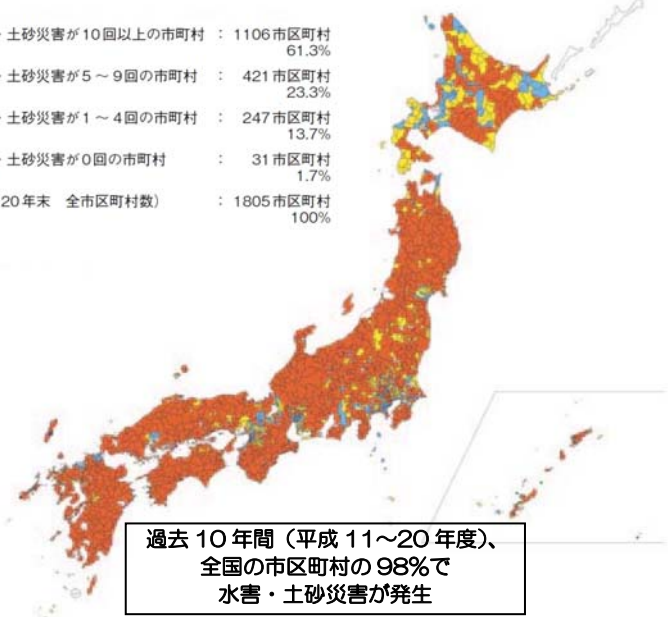 ・土砂災害が10回以上の市町村 : 1106市区町村
61.3%
・土砂災害が5～9回の市町村 : 421市区町村
23.3%
・土砂災害が1～4回の市町村 : 247市区町村
13.7%
・土砂災害が0回の市町村 : 31市区町村
1.7%
20年末 全市区町村数) : 1805市区町村
100%
過去10年間（平成11～20年度）、
全国の市区町村の98%で
水害・土砂災害が発生